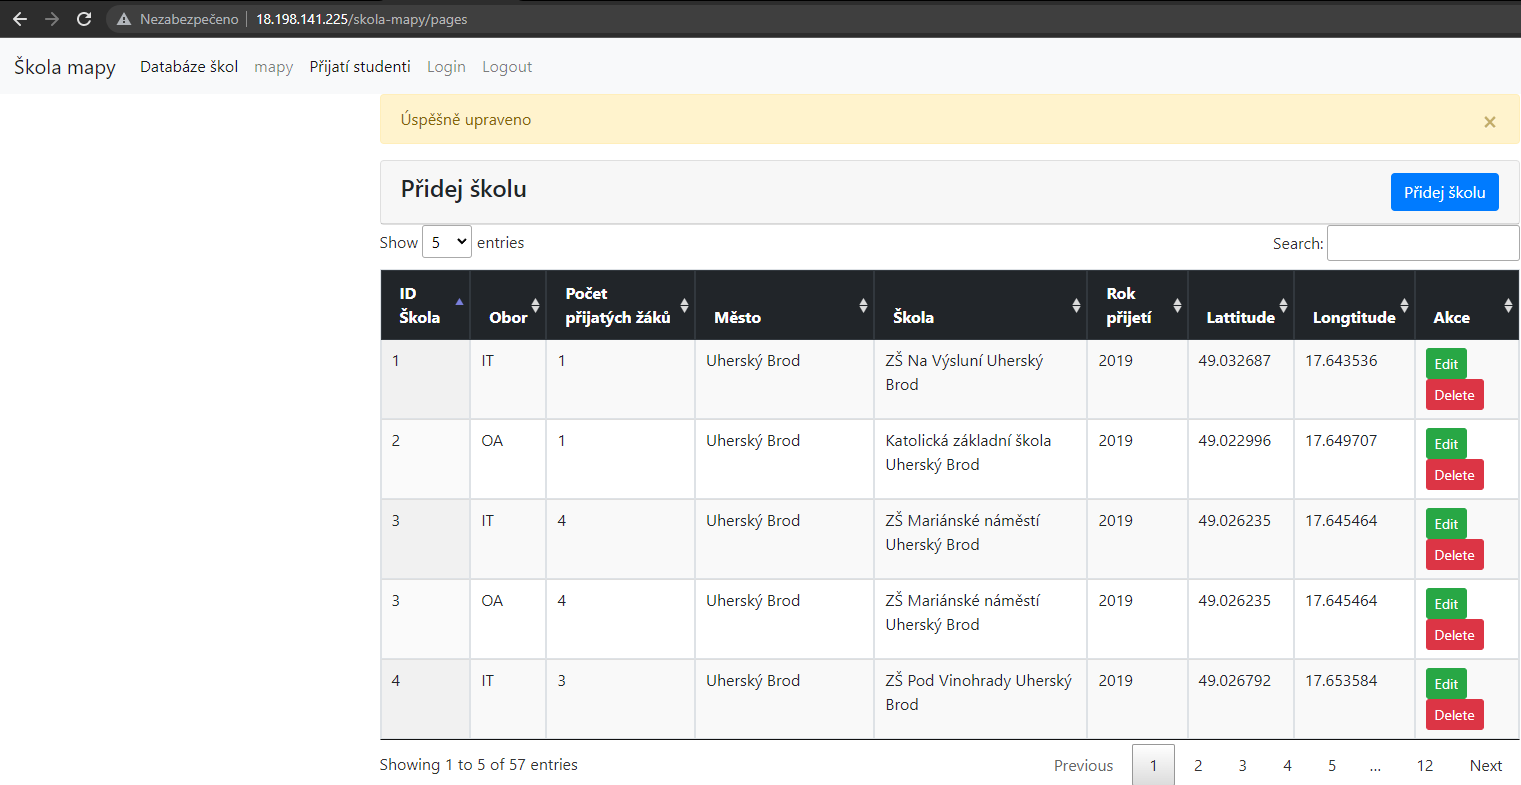 Nezabezpečeno 18.198.141.225/skola-mapy/pages
Škola mapy Databáze škol mapy Přijatí studenti Login Logout
Úspěšně upraveno ×
Přidej školu Přidej školu
Show 5 entries Search:
ID Škola Obor Počet přijatých žáků Město Škola Rok přijetí Lattitude Longtitude Akce
1 IT 1 Uherský Brod ZŠ Na Výsluní Uherský Brod 2019 49.032687 17.643536 Edit Delete
2 OA 1 Uherský Brod Katolická základní škola Uherský Brod 2019 49.022996 17.649707 Edit Delete
3 IT 4 Uherský Brod ZŠ Mariánské náměstí Uherský Brod 2019 49.026235 17.645464 Edit Delete
3 OA 4 Uherský Brod ZŠ Mariánské náměstí Uherský Brod 2019 49.026235 17.645464 Edit Delete
4 IT 3 Uherský Brod ZŠ Pod Vinohrady Uherský Brod 2019 49.026792 17.653584 Edit Delete
Showing 1 to 5 of 57 entries Previous 1 2 3 4 5 … 12 Next